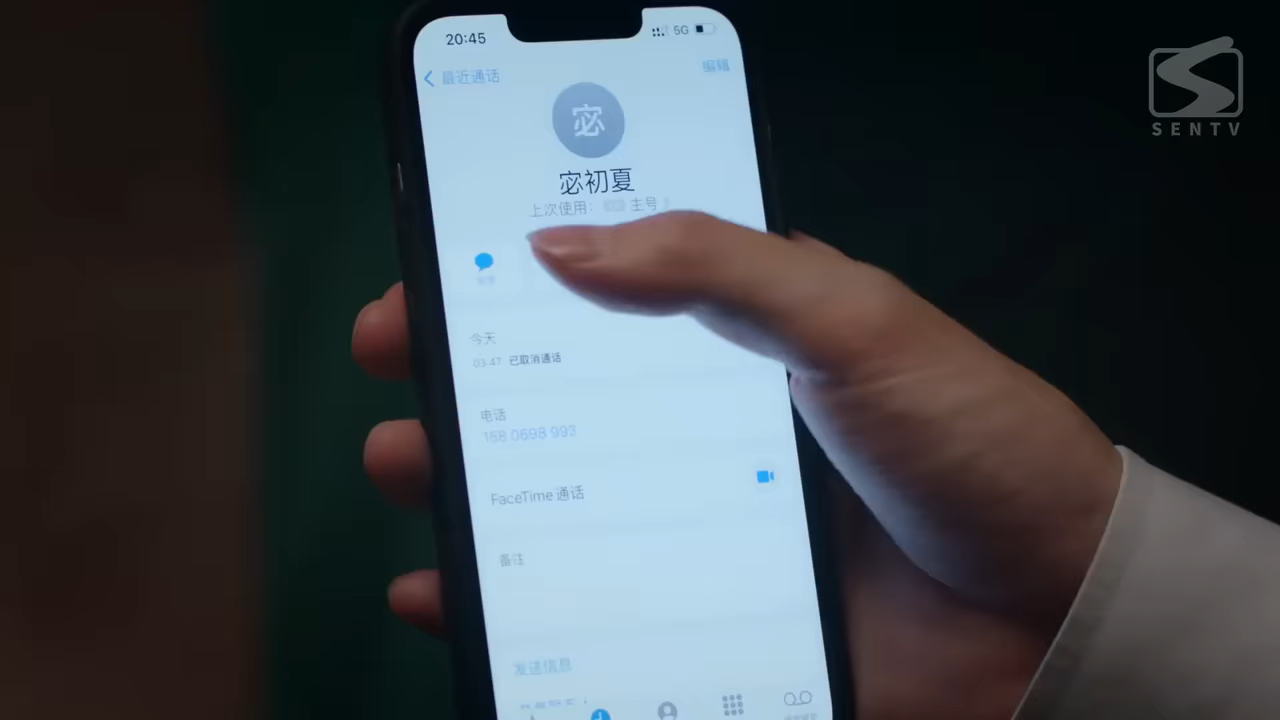 20:45
5G
最近通话
编辑
宓
宓初夏
上次使用: 主号
今天
03:47 已取消通话
电话
158 0698 993
FaceTime 通话
备注
发送信息
SENTV